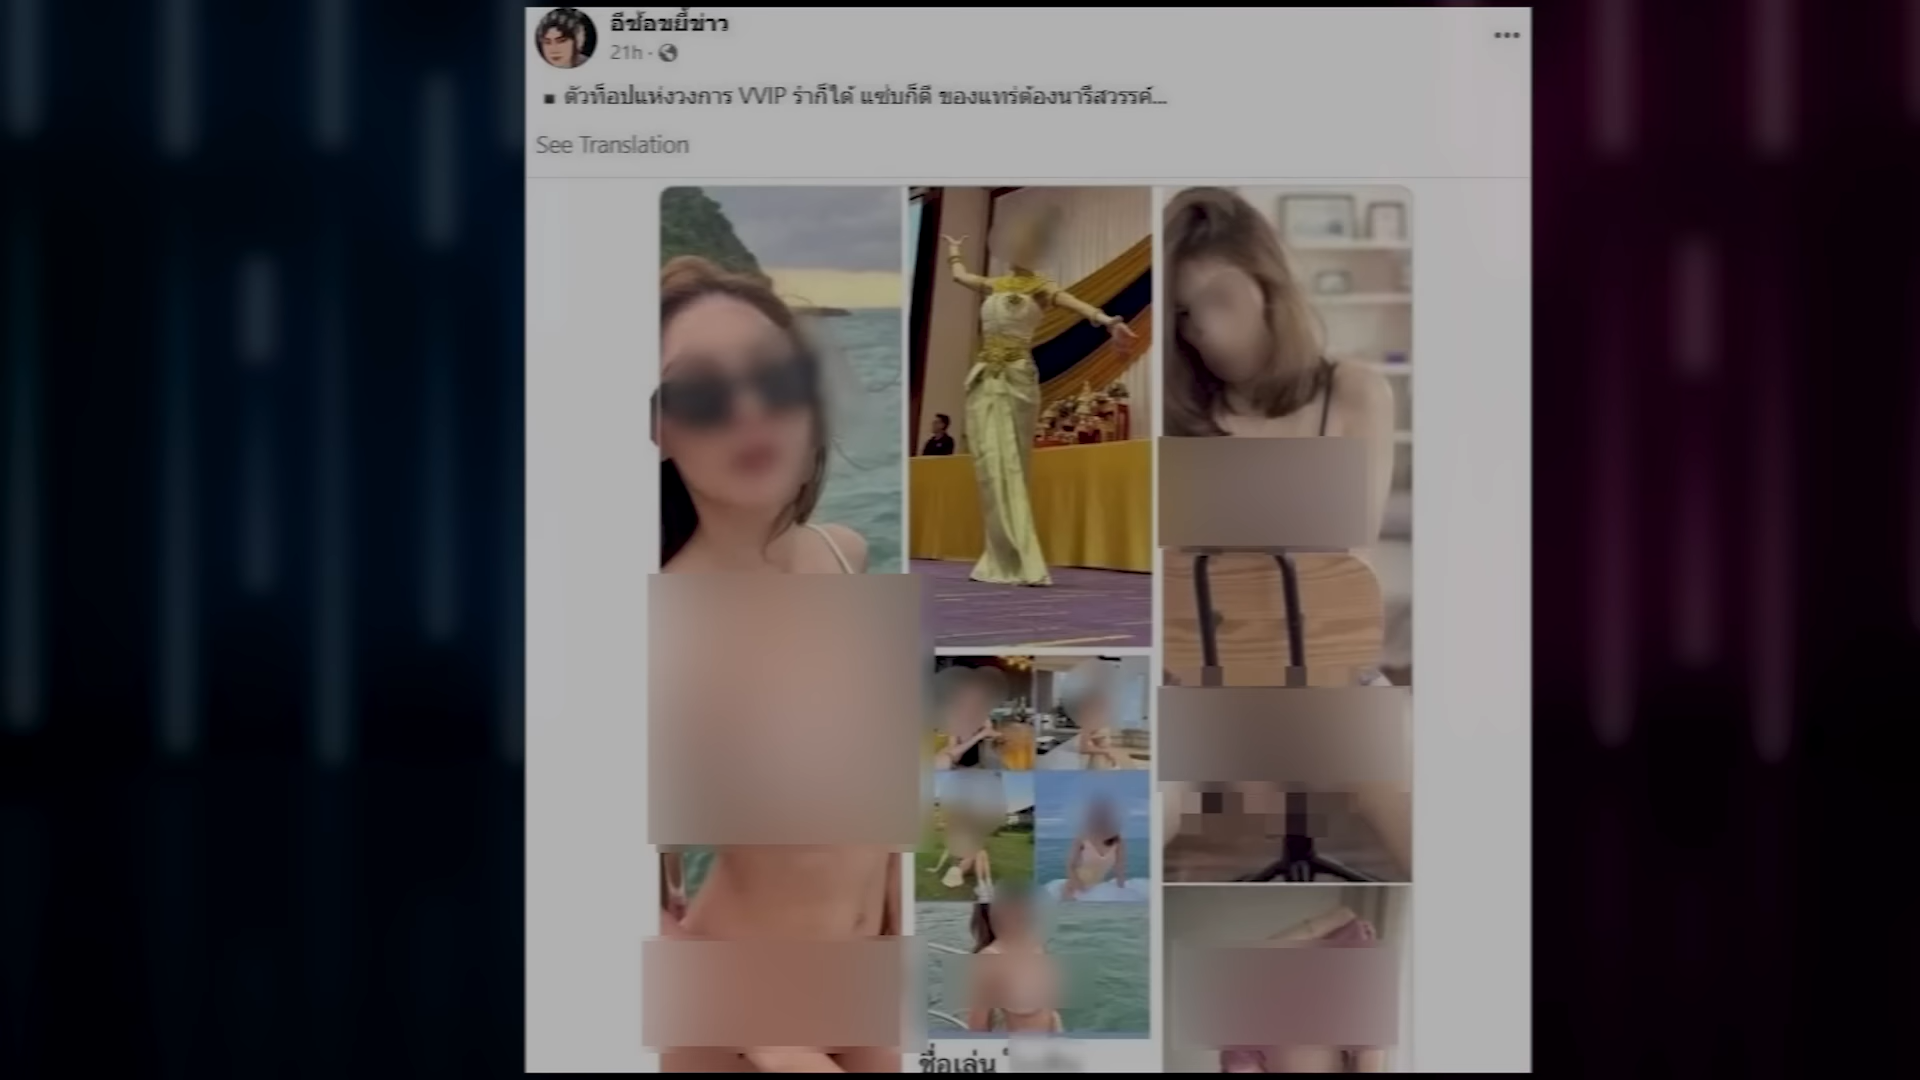 อีซ้อขยี้ข่าว
21h ·
▪ ตัวท็อปแห่งวงการ VVIP รำก็ได้ แซ่บก็ดี ของแทร่ต้องนารีสวรรค์...
See Translation
ชื่อเล่น